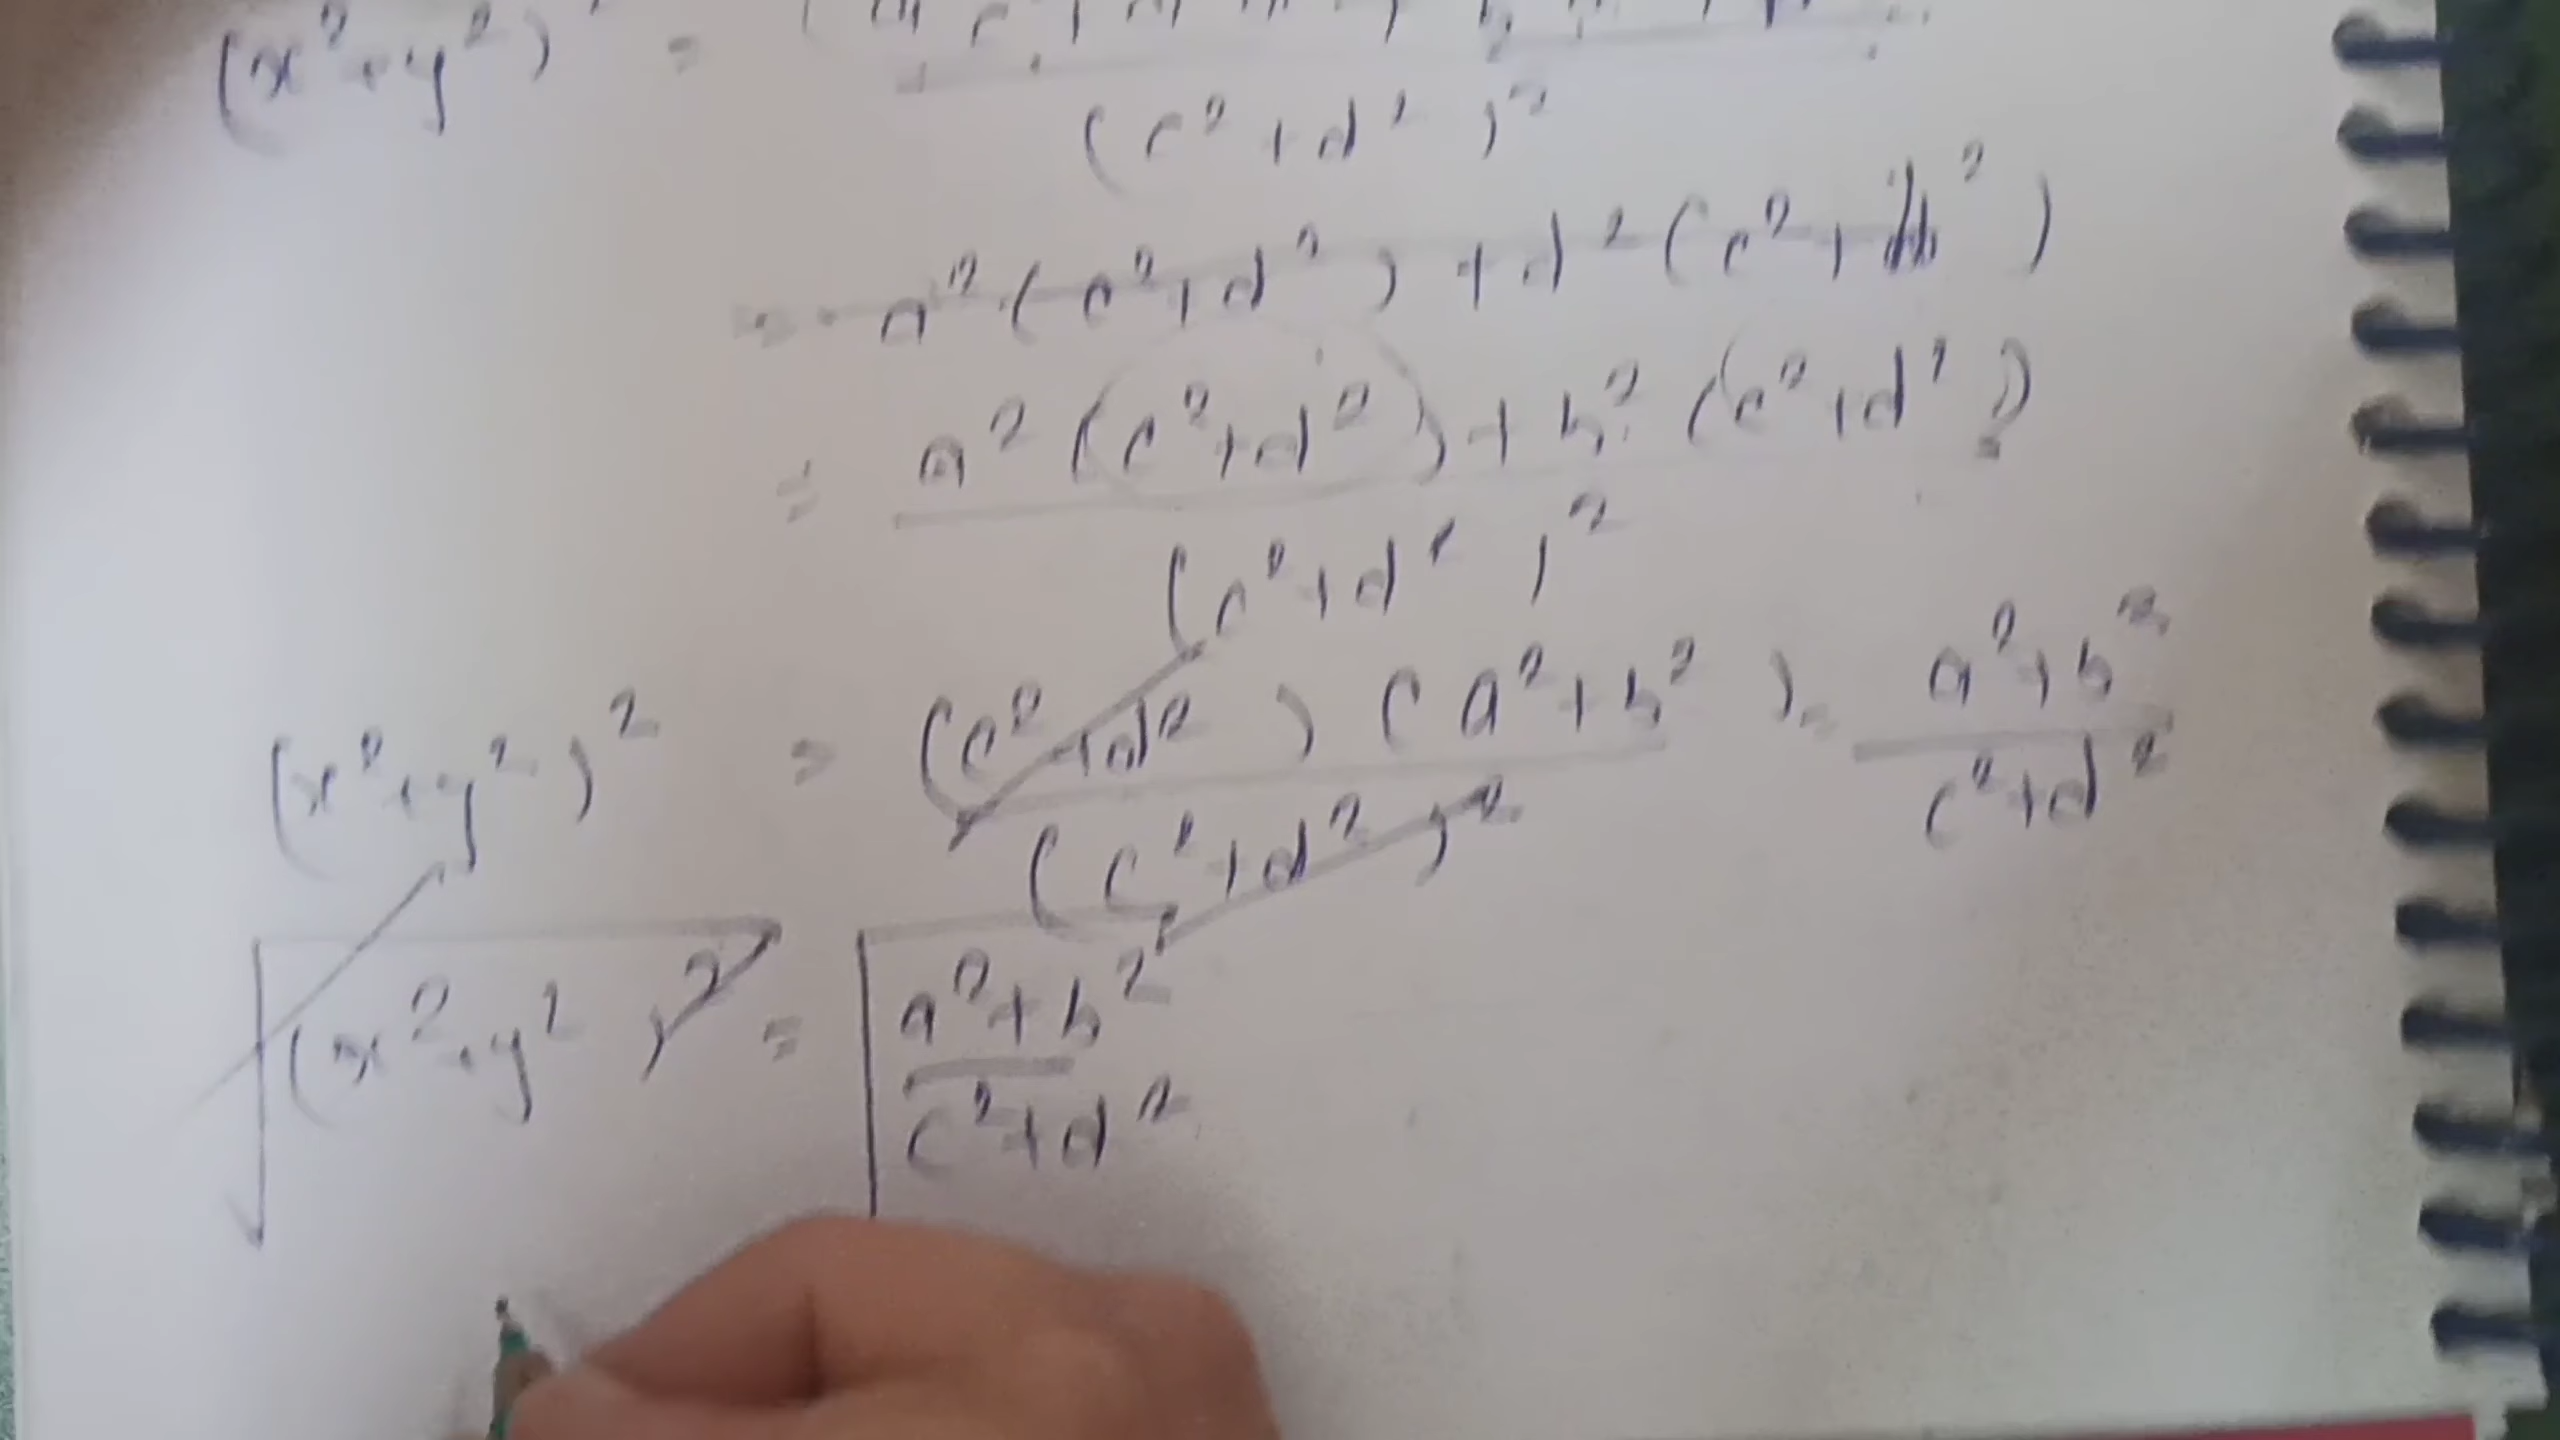 (x²+y²)² =
(c²+d²)²
= a²(c²+d²) + d²(c²+b²)
= a²(c²+d²) + b²(c²+d²)
(c²+d²)²
(x²+y²)² = (c²+d²)(a²+b²) = a²+b²
(c²+d²)² c²+d²
√(x²+y²)² = √a²+b²
c²+d²